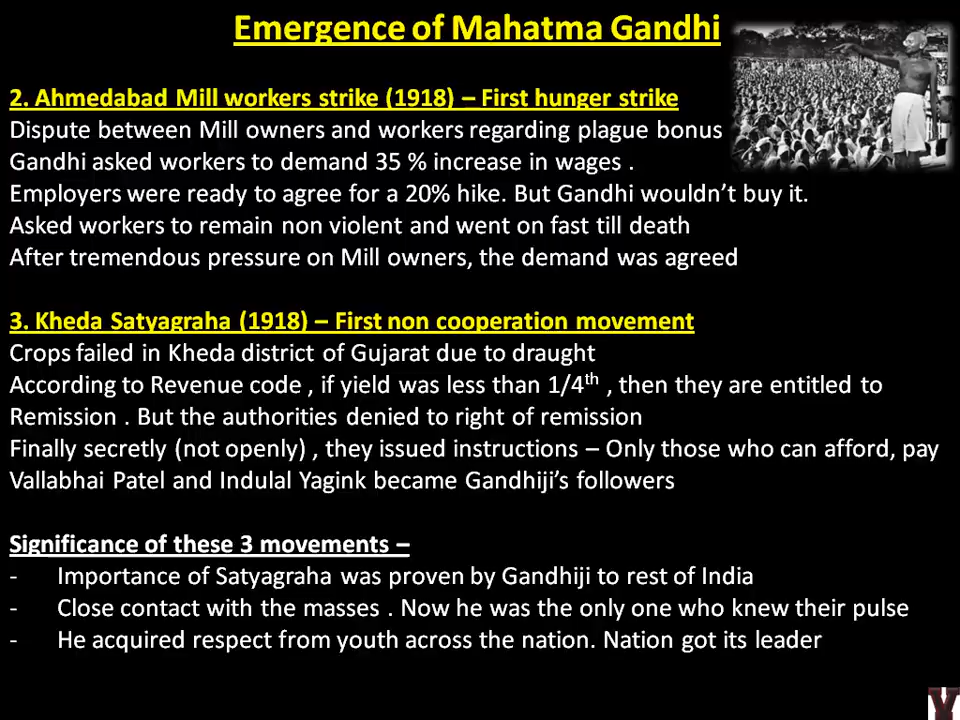 Emergence of Mahatma Gandhi
2. Ahmedabad Mill workers strike (1918) – First hunger strike
Dispute between Mill owners and workers regarding plague bonus
Gandhi asked workers to demand 35 % increase in wages .
Employers were ready to agree for a 20% hike. But Gandhi wouldn't buy it.
Asked workers to remain non violent and went on fast till death
After tremendous pressure on Mill owners, the demand was agreed
3. Kheda Satyagraha (1918) – First non cooperation movement
Crops failed in Kheda district of Gujarat due to draught
According to Revenue code , if yield was less than 1/4th , then they are entitled to
Remission . But the authorities denied to right of remission
Finally secretly (not openly) , they issued instructions – Only those who can afford, pay
Vallabhai Patel and Indulal Yagink became Gandhiji's followers
Significance of these 3 movements –
- Importance of Satyagraha was proven by Gandhiji to rest of India
- Close contact with the masses . Now he was the only one who knew their pulse
- He acquired respect from youth across the nation. Nation got its leader
Y